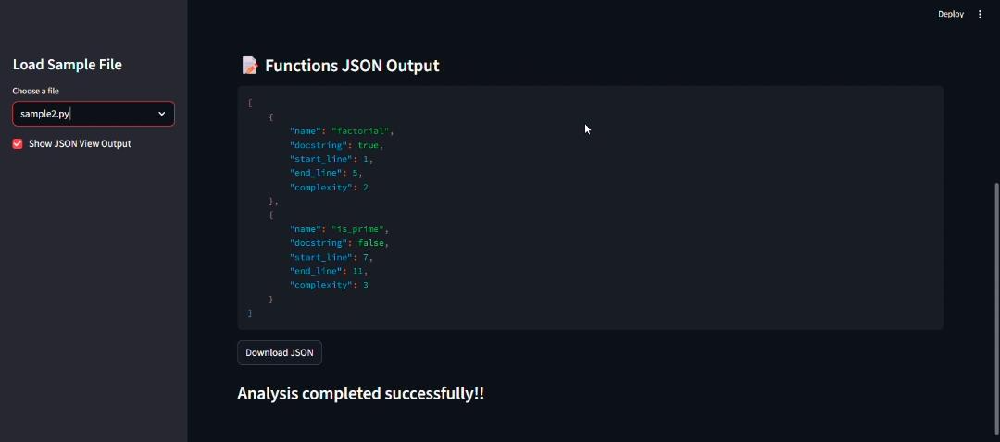 Deploy
Load Sample File
Choose a file
sample2.py
Show JSON View Output
Functions JSON Output
[
{
"name": "factorial",
"docstring": true,
"start_line": 1,
"end_line": 5,
"complexity": 2
},
{
"name": "is_prime",
"docstring": false,
"start_line": 7,
"end_line": 11,
"complexity": 3
}
]
Download JSON
Analysis completed successfully!!